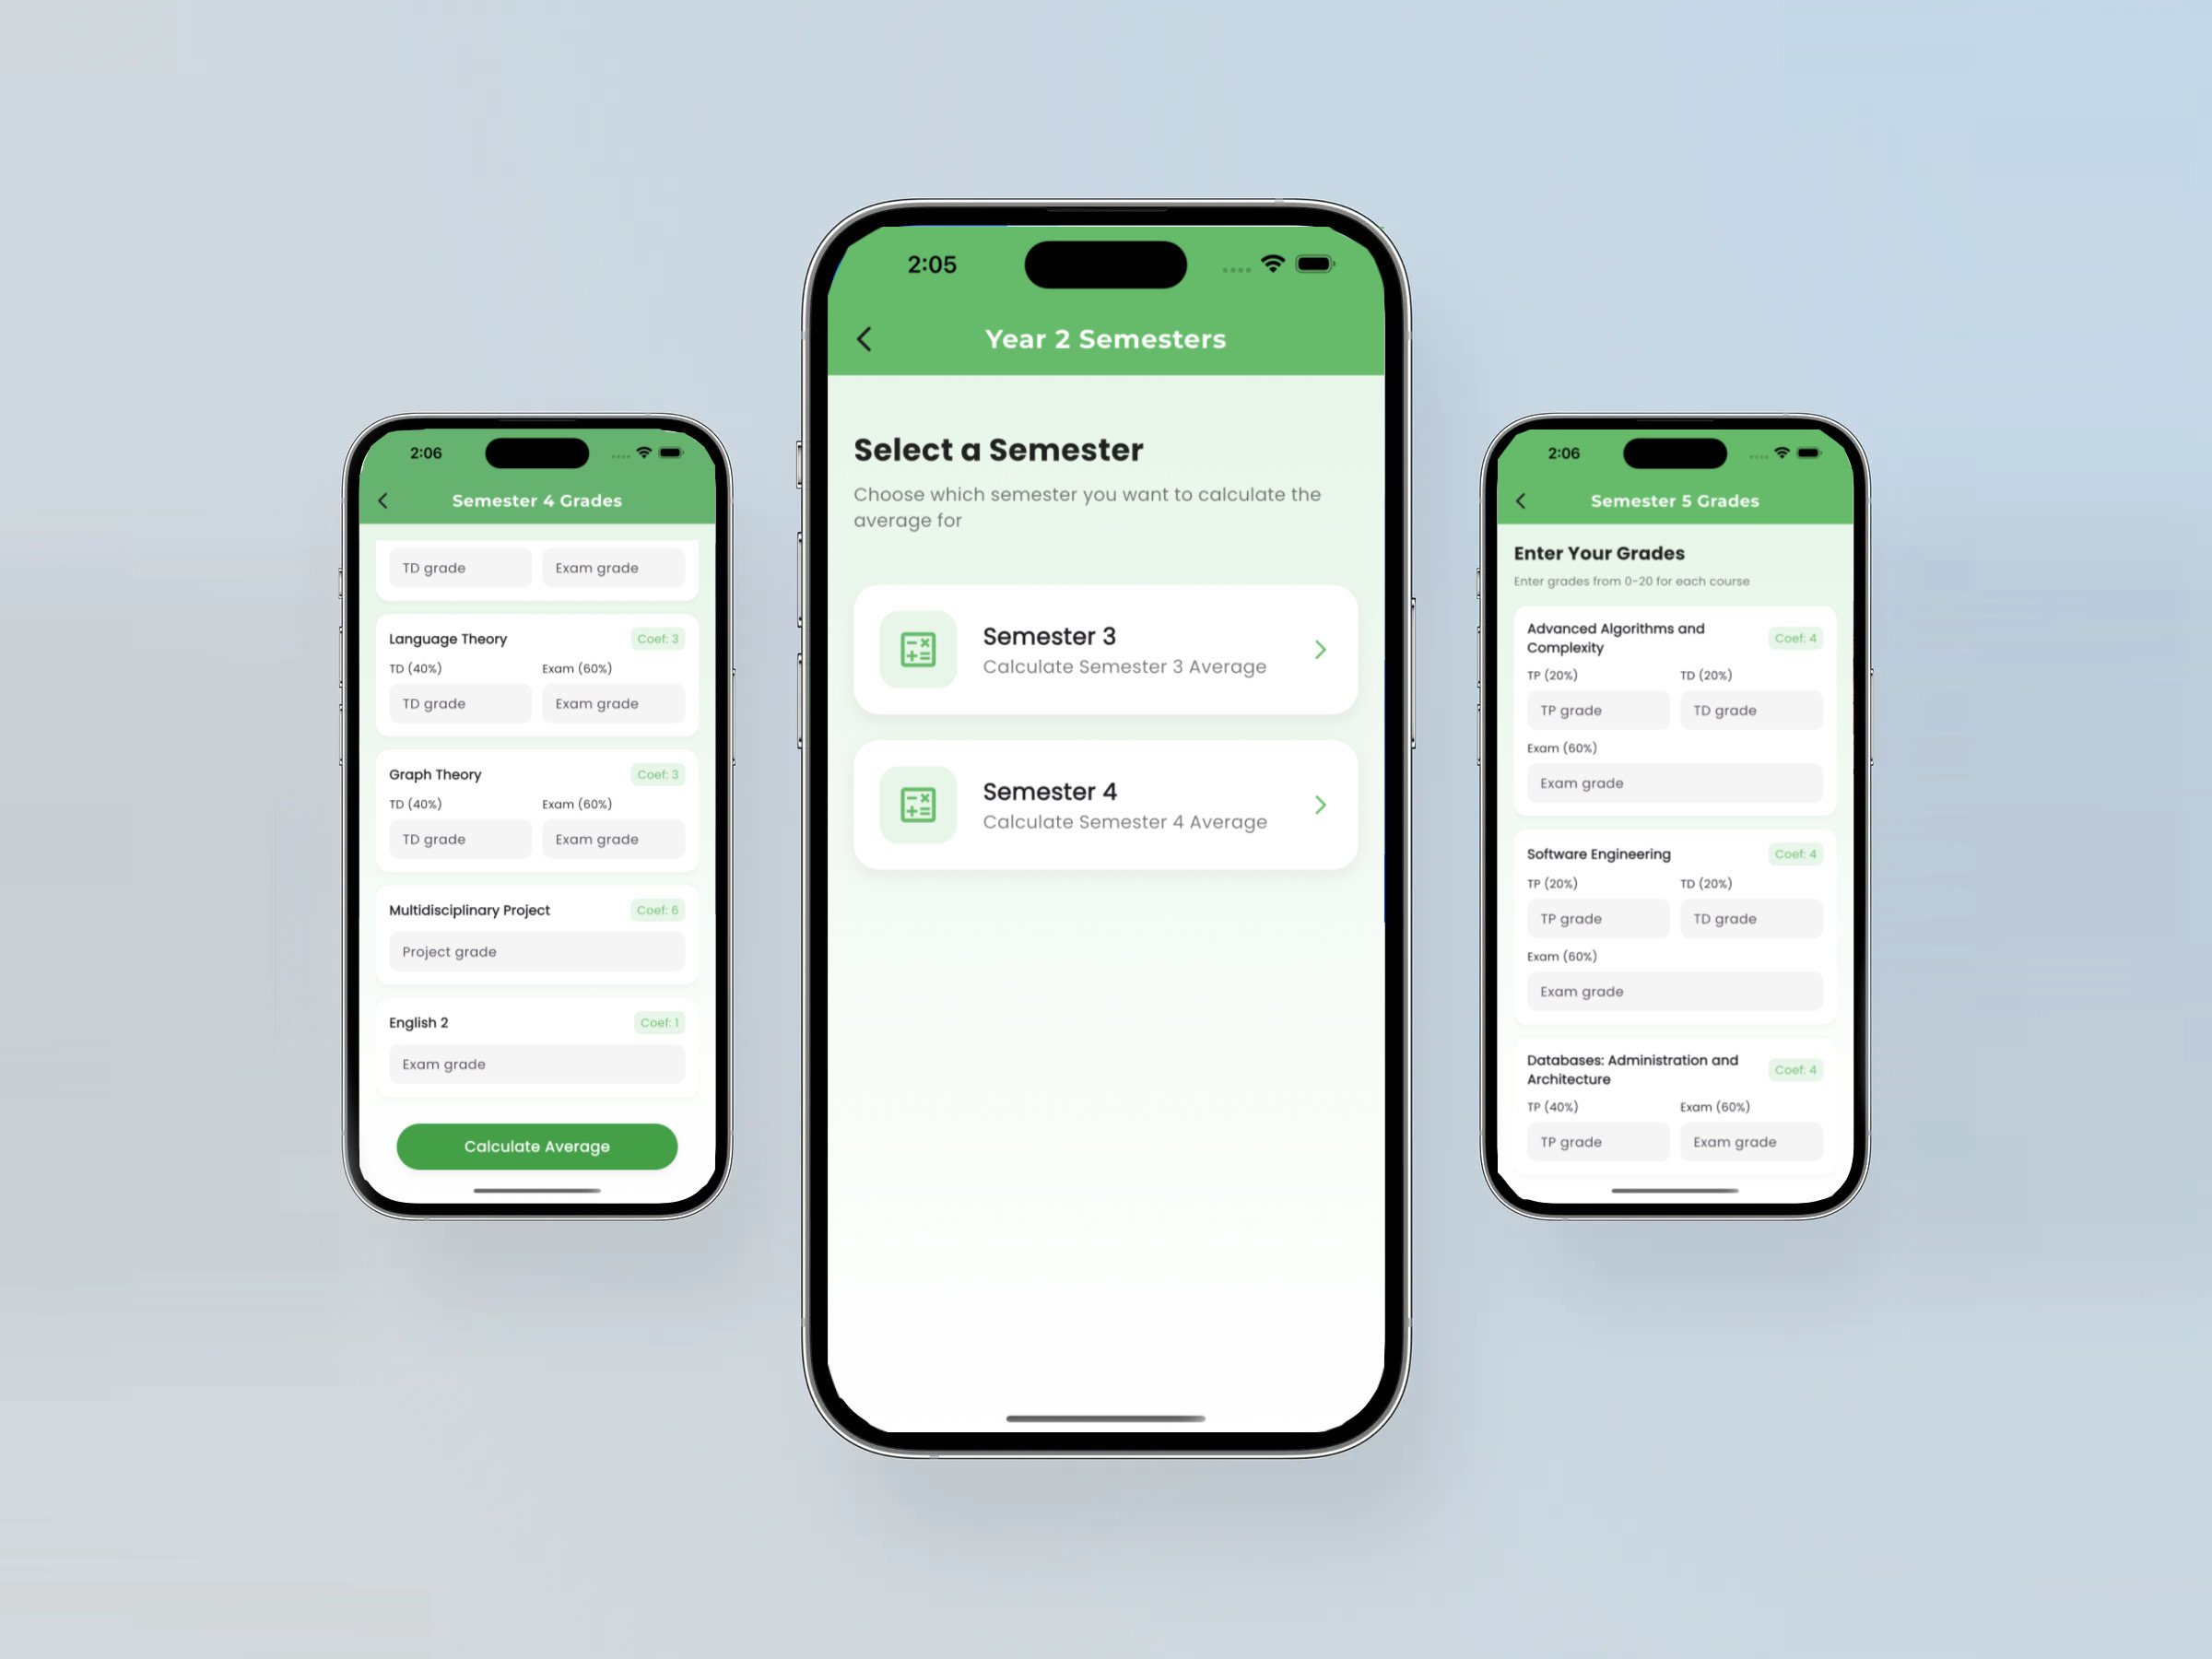 2:06
Semester 4 Grades
TD grade
Exam grade
Language Theory
Coef: 3
TD (40%)
Exam (60%)
TD grade
Exam grade
Graph Theory
Coef: 3
TD (40%)
Exam (60%)
TD grade
Exam grade
Multidisciplinary Project
Coef: 6
Project grade
English 2
Coef: 1
Exam grade
Calculate Average
2:05
Year 2 Semesters
Select a Semester
Choose which semester you want to calculate the
average for
Semester 3
Calculate Semester 3 Average
Semester 4
Calculate Semester 4 Average
2:06
Semester 5 Grades
Enter Your Grades
Enter grades from 0-20 for each course
Advanced Algorithms and
Complexity
Coef: 4
TP (20%)
TD (20%)
TP grade
TD grade
Exam (60%)
Exam grade
Software Engineering
Coef: 4
TP (20%)
TD (20%)
TP grade
TD grade
Exam (60%)
Exam grade
Databases: Administration and
Architecture
Coef: 4
TP (40%)
Exam (60%)
TP grade
Exam grade